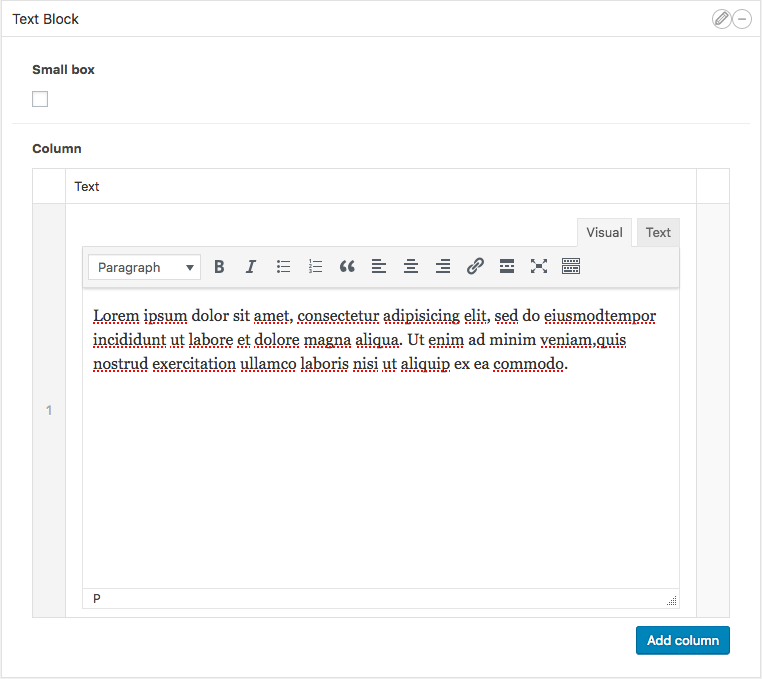 Text Block
Small box
Column
Text
Visual Text
Paragraph
Lorem ipsum dolor sit amet, consectetur adipisicing elit, sed do eiusmodtempor
incididunt ut labore et dolore magna aliqua. Ut enim ad minim veniam,quis
nostrud exercitation ullamco laboris nisi ut aliquip ex ea commodo.
1
P
Add column